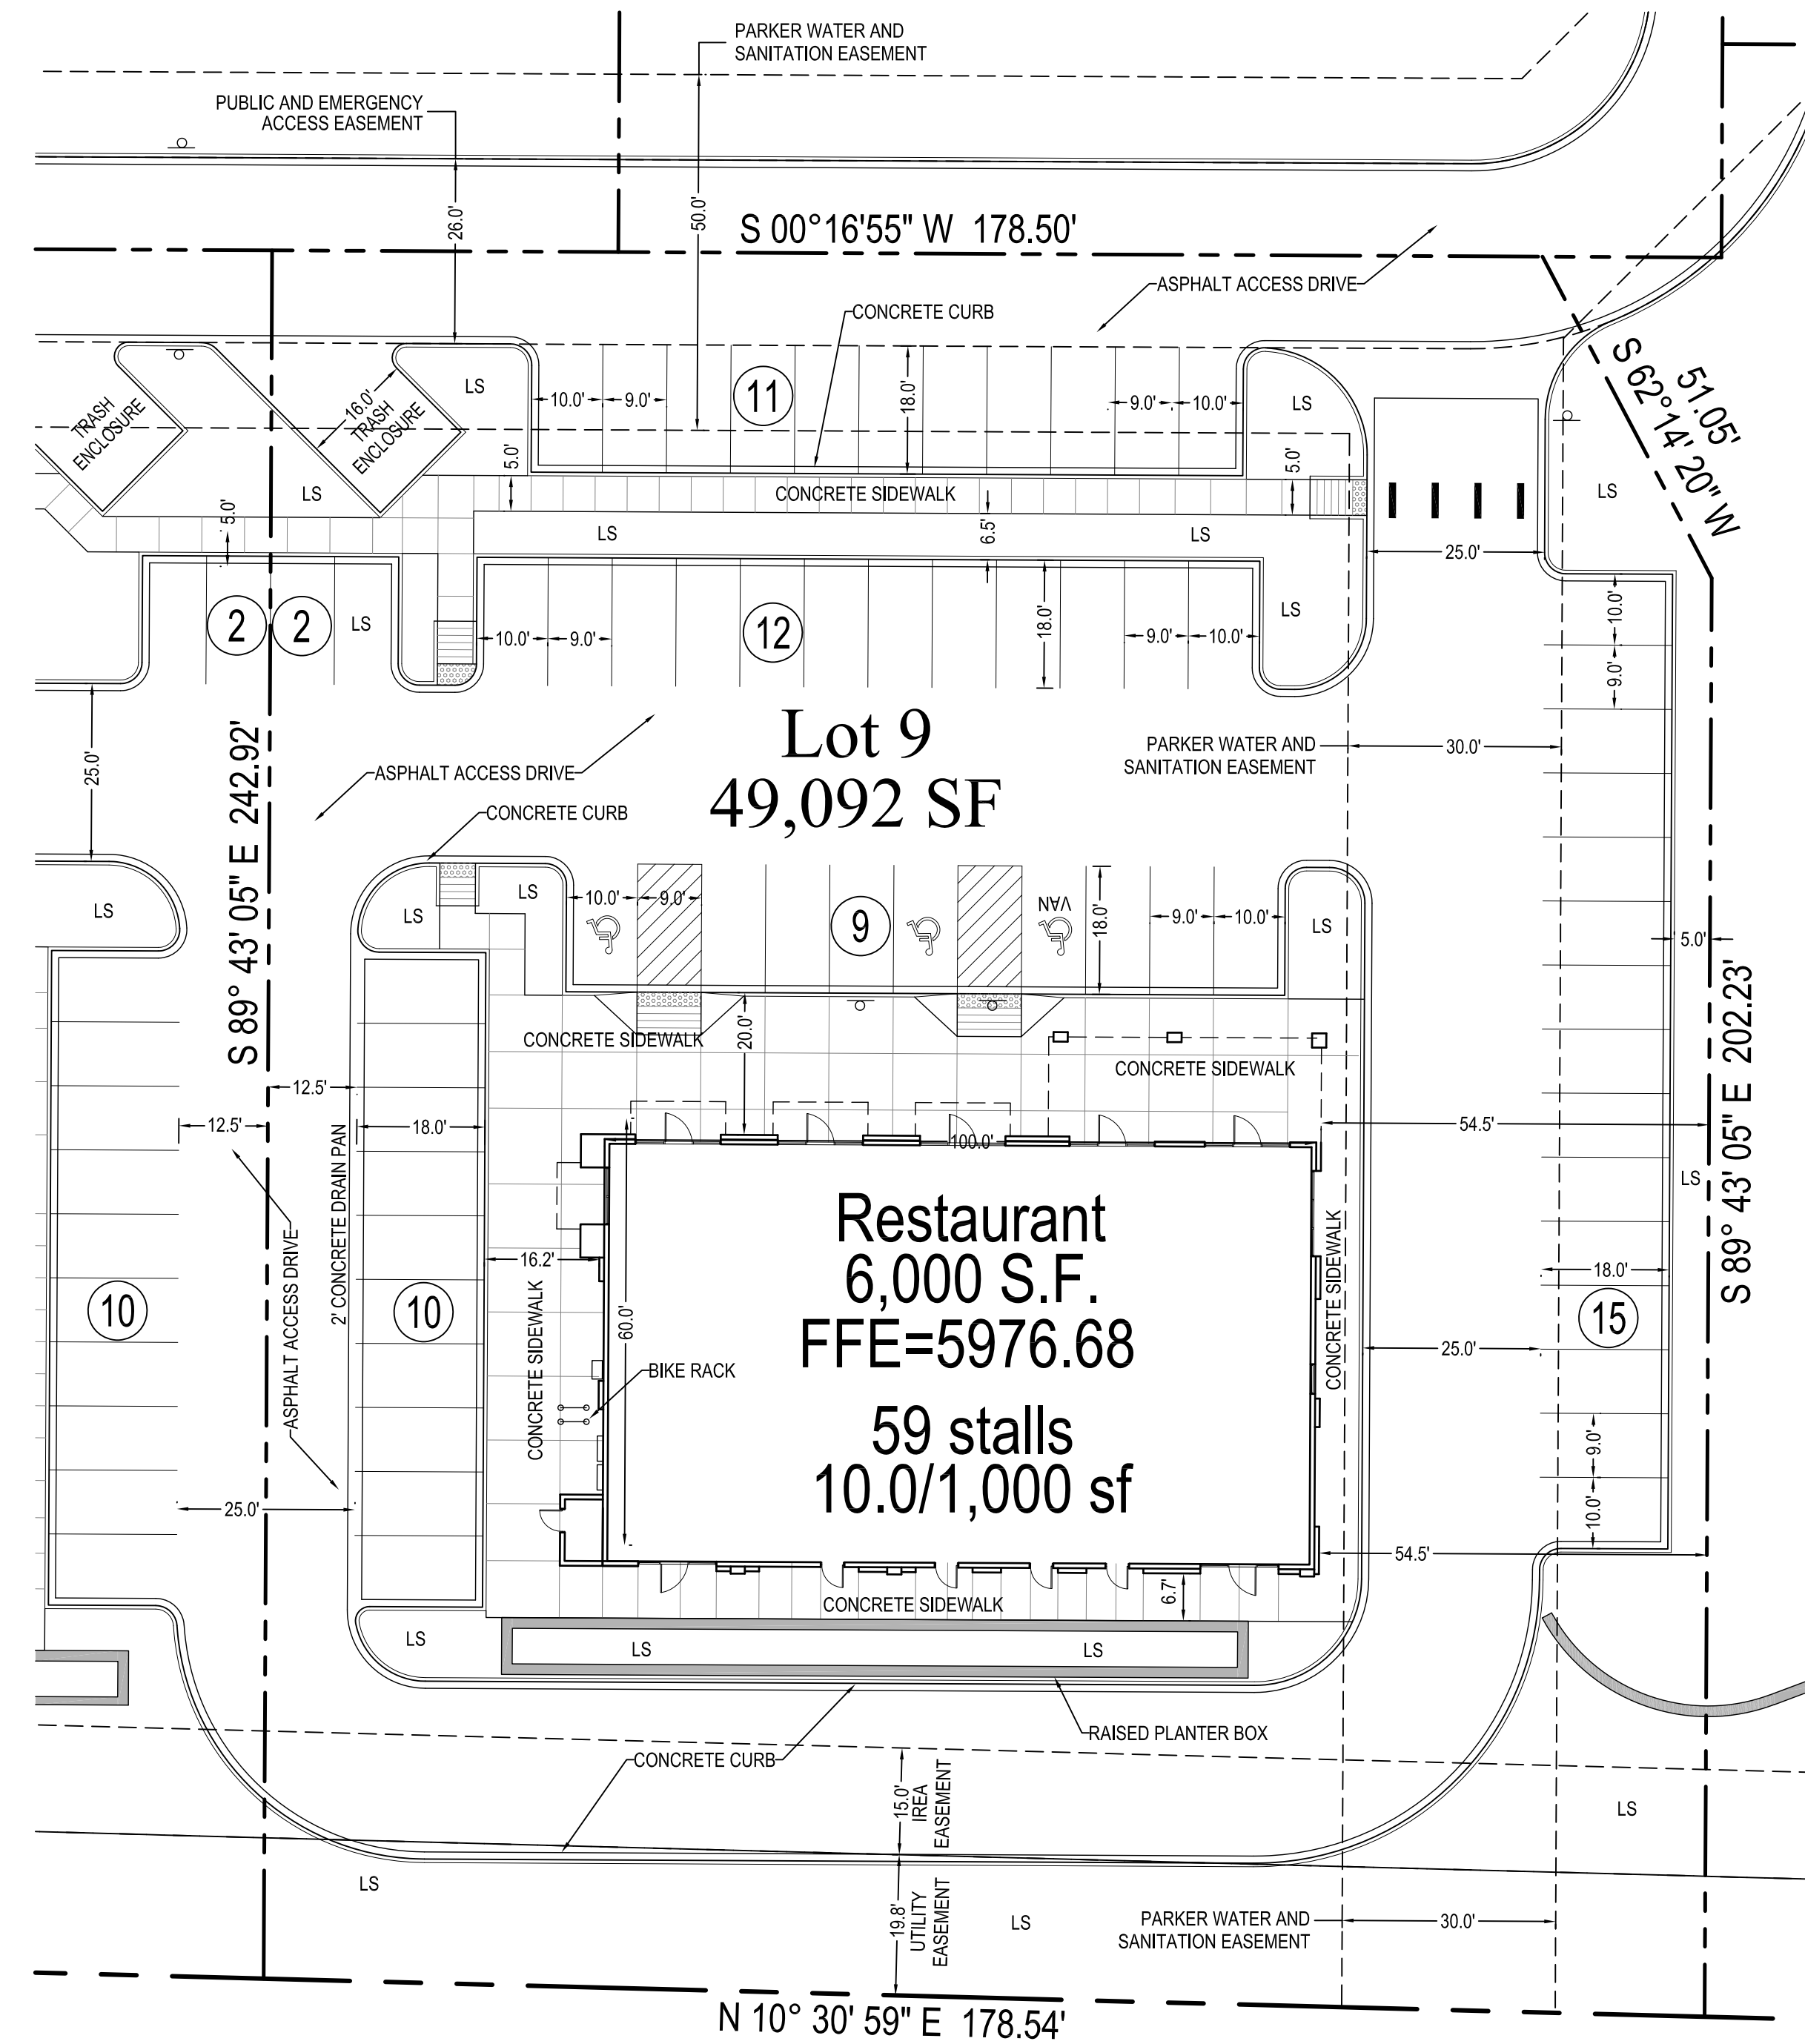 PARKER WATER AND
SANITATION EASEMENT
PUBLIC AND EMERGENCY
ACCESS EASEMENT
26.0'
50.0'
S 00°16'55" W 178.50'
ASPHALT ACCESS DRIVE
CONCRETE CURB
51.05'
S 62°14' 20" W
TRASH
ENCLOSURE
16.0'
TRASH
ENCLOSURE
LS
10.0'
9.0'
11
18.0'
9.0'
10.0'
LS
LS
5.0'
5.0'
LS
CONCRETE SIDEWALK
5.0'
LS
6.5'
LS
25.0'
2
2
LS
10.0'
9.0'
12
18.0'
9.0'
10.0'
LS
10.0'
9.0'
25.0'
S 89° 43' 05" E 242.92'
Lot 9
49,092 SF
PARKER WATER AND
SANITATION EASEMENT
30.0'
ASPHALT ACCESS DRIVE
CONCRETE CURB
LS
LS
LS
10.0'
9.0'
9
VAN
18.0'
9.0'
10.0'
LS
5.0'
S 89° 43' 05" E 202.23'
CONCRETE SIDEWALK
20.0'
CONCRETE SIDEWALK
12.5'
12.5'
18.0'
100.0'
54.5'
LS
2' CONCRETE DRAIN PAN
ASPHALT ACCESS DRIVE
16.2'
CONCRETE SIDEWALK
60.0'
Restaurant
6,000 S.F.
FFE=5976.68
59 stalls
10.0/1,000 sf
CONCRETE SIDEWALK
18.0'
10
10
15
25.0'
BIKE RACK
9.0'
10.0'
25.0'
54.5'
6.7'
CONCRETE SIDEWALK
LS
LS
LS
RAISED PLANTER BOX
CONCRETE CURB
15.0'
IREA
EASEMENT
LS
LS
19.8'
UTILITY
EASEMENT
LS
PARKER WATER AND
SANITATION EASEMENT
30.0'
N 10° 30' 59" E 178.54'